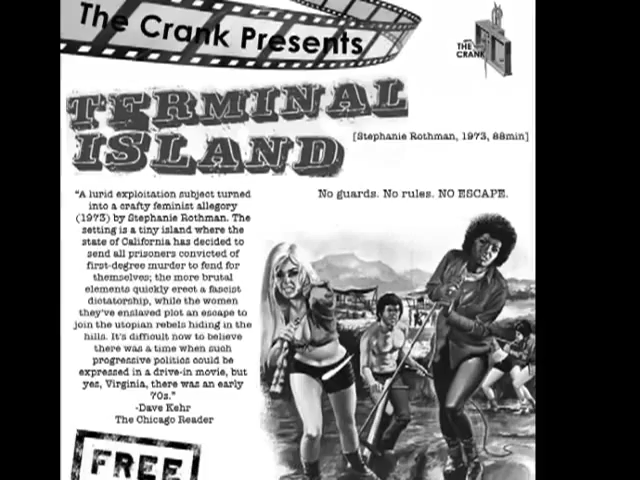 The Crank Presents
THE
CRANK
TERMINAL
ISLAND
[Stephanie Rothman, 1973, 88min]
"A lurid exploitation subject turned
into a crafty feminist allegory
(1973) by Stephanie Rothman. The
setting is a tiny island where the
state of California has decided to
send all prisoners convicted of
first-degree murder to fend for
themselves; the more brutal
elements quickly erect a fascist
dictatorship, while the women
they've enslaved plot an escape to
join the utopian rebels hiding in the
hills. It's difficult now to believe
there was a time when such
progressive politics could be
expressed in a drive-in movie, but
yes, Virginia, there was an early
70s."
-Dave Kehr
The Chicago Reader
No guards. No rules. NO ESCAPE.
FREE